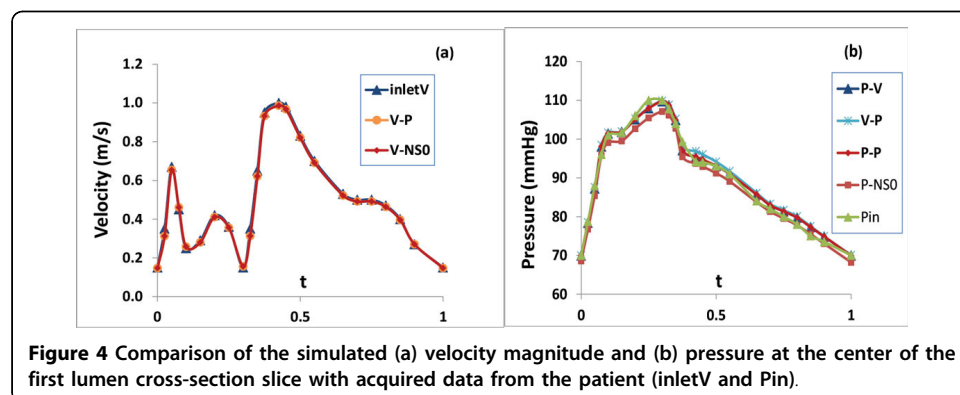 (a)
1.2
1.0
0.8
0.6
0.4
0.2
0.0
Velocity (m/s)
inletV
V-P
V-NS0
0
0.5
1
t
(b)
120
110
100
90
80
70
60
Pressure (mmHg)
P-V
V-P
P-P
P-NS0
Pin
0
0.5
1
t
Figure 4 Comparison of the simulated (a) velocity magnitude and (b) pressure at the center of the
first lumen cross-section slice with acquired data from the patient (inletV and Pin).